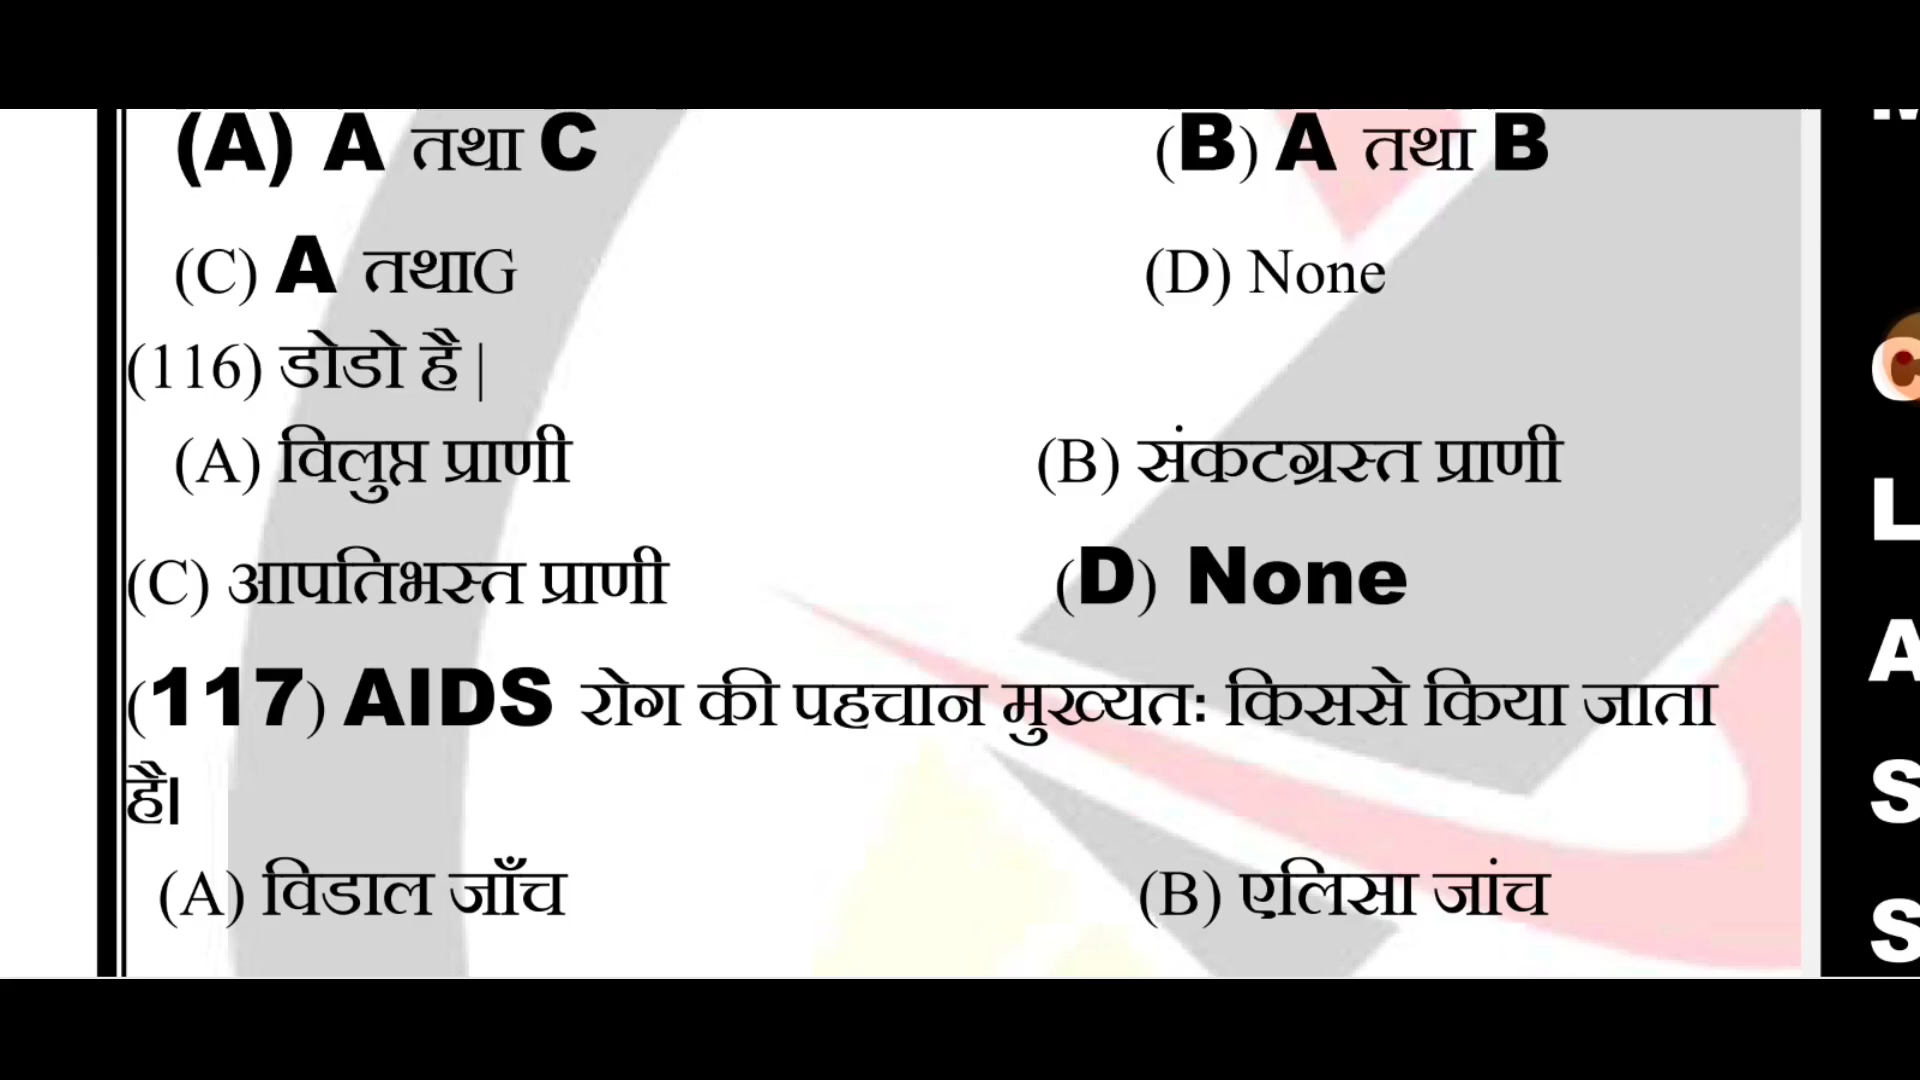 (A) A तथा C (B) A तथा B
(C) A तथाG (D) None
(116) डोडो है |
(A) विलुप्त प्राणी (B) संकटग्रस्त प्राणी
(C) आपतिभस्त प्राणी (D) None
(117) AIDS रोग की पहचान मुख्यतः किससे किया जाता
है।
(A) विडाल जाँच (B) एलिसा जांच
C
L
A
S
S